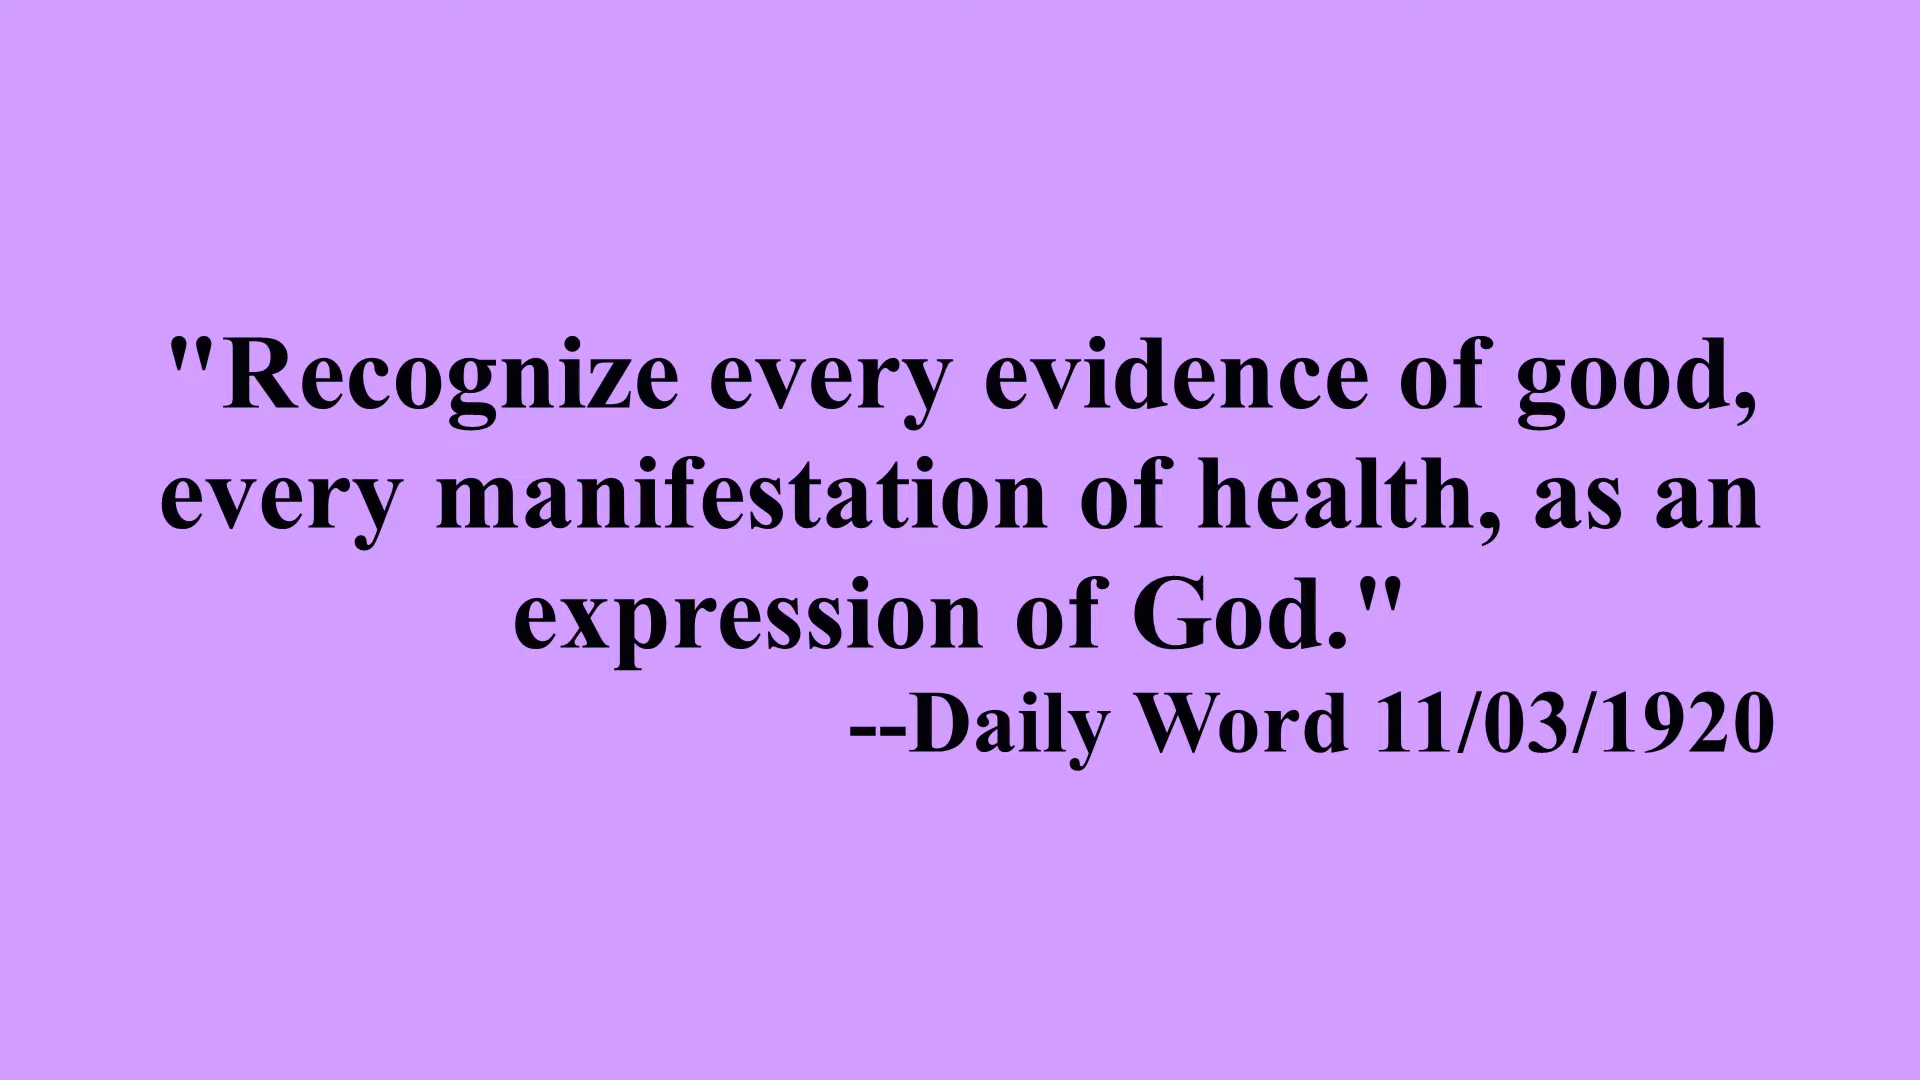 "Recognize every evidence of good,
every manifestation of health, as an
expression of God."
--Daily Word 11/03/1920